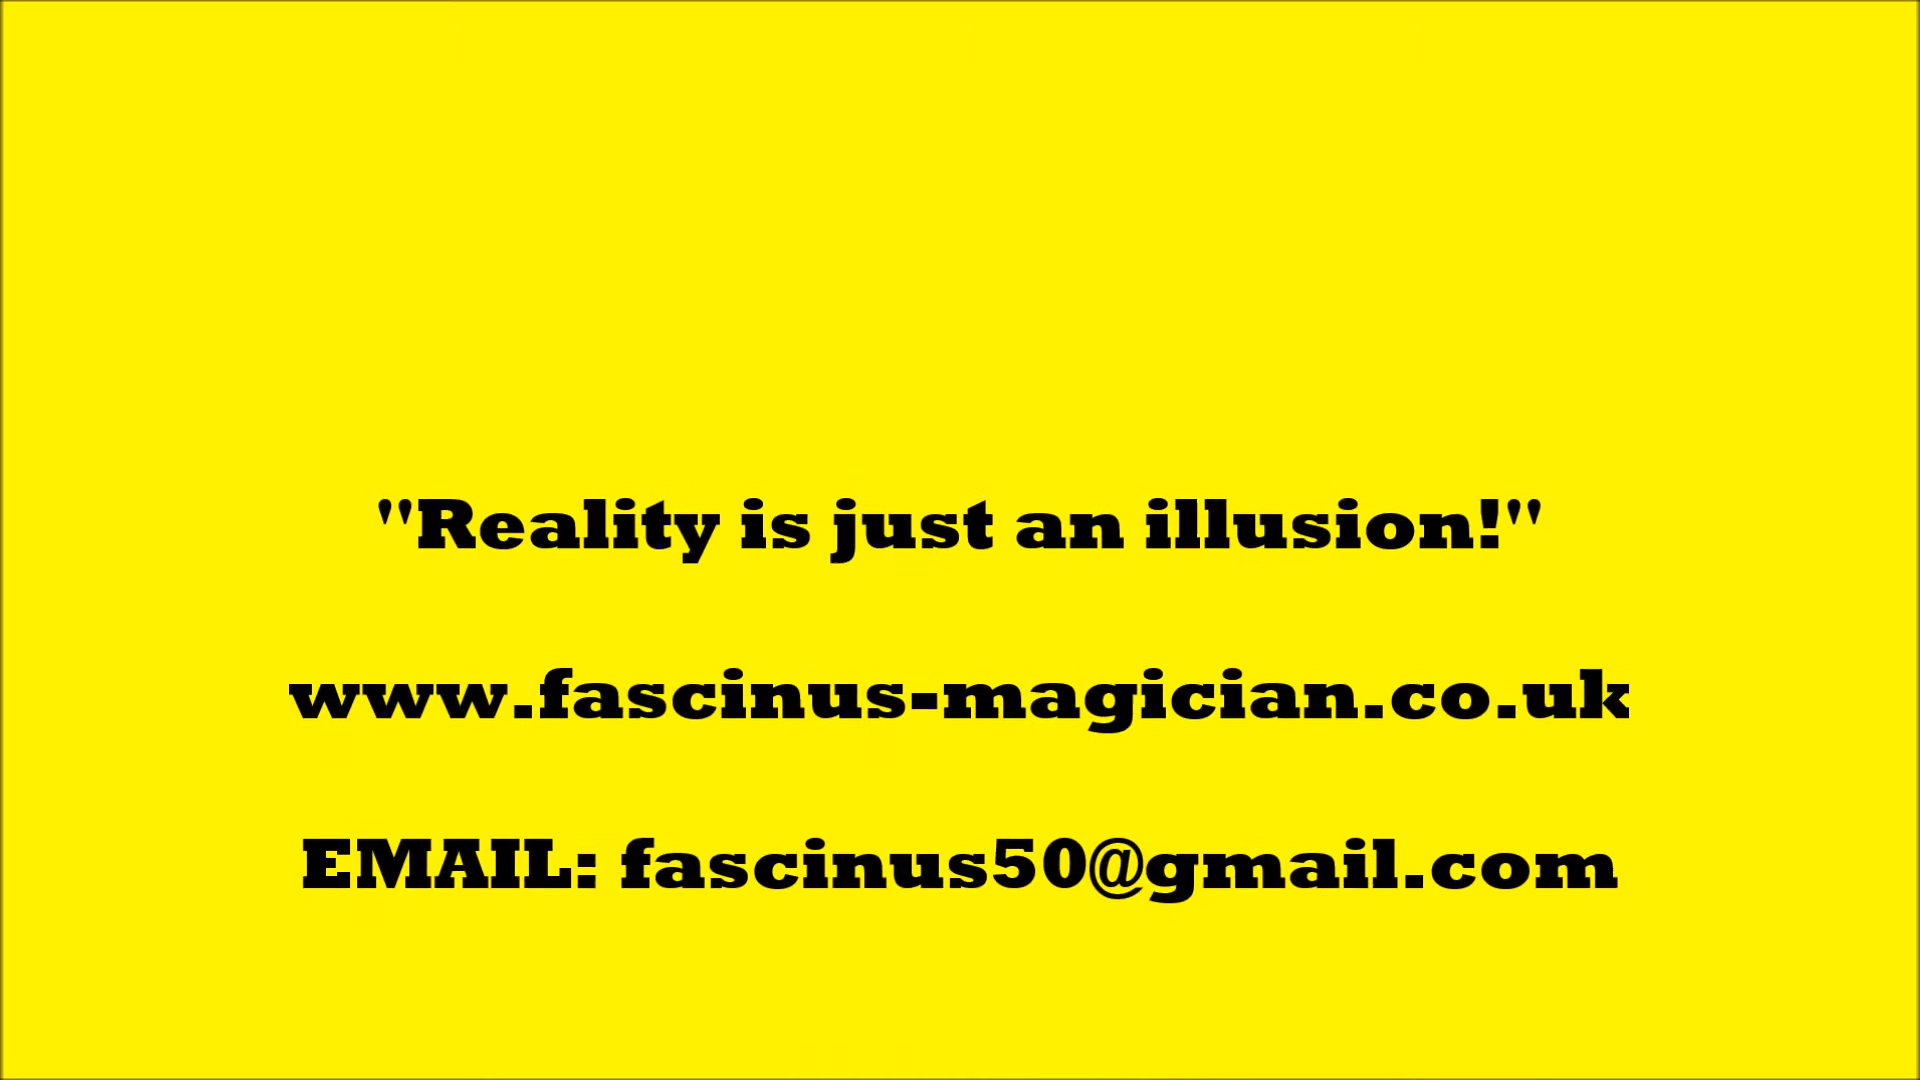 "Reality is just an illusion!"
www.fascinus-magician.co.uk
EMAIL: fascinus50@gmail.com